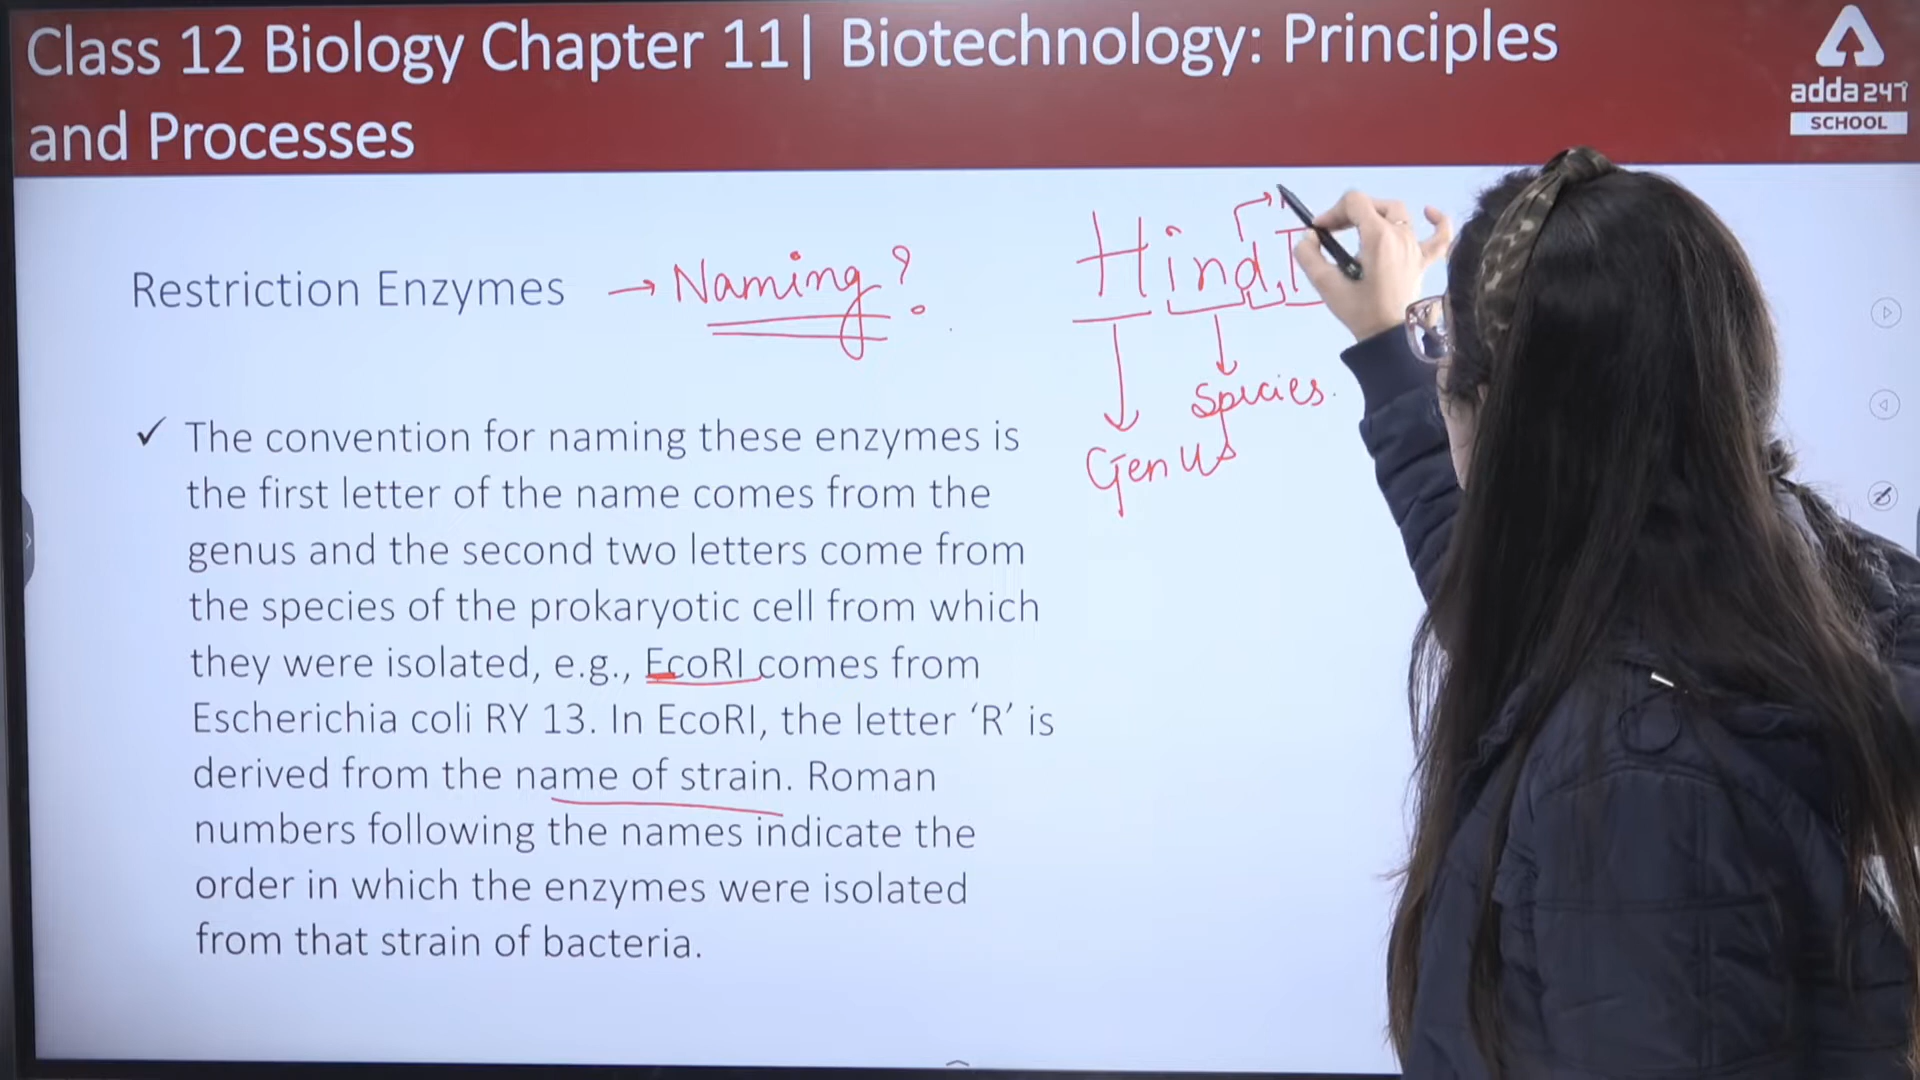 Class 12 Biology Chapter 11| Biotechnology: Principles
and Processes
adda247
SCHOOL
Restriction Enzymes → Naming?
Hind
Species
Genus
✓ The convention for naming these enzymes is
the first letter of the name comes from the
genus and the second two letters come from
the species of the prokaryotic cell from which
they were isolated, e.g., EcoRI comes from
Escherichia coli RY 13. In EcoRI, the letter ‘R’ is
derived from the name of strain. Roman
numbers following the names indicate the
order in which the enzymes were isolated
from that strain of bacteria.